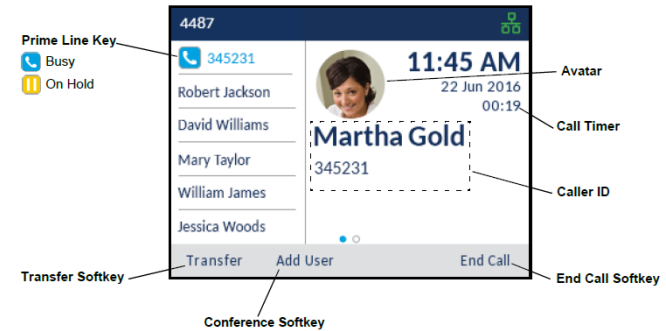 4487
Prime Line Key
Busy
On Hold
345231
Robert Jackson
David Williams
Mary Taylor
William James
Jessica Woods
11:45 AM
22 Jun 2016
00:19
Martha Gold
345231
Avatar
Call Timer
Caller ID
Transfer
Add User
End Call
Transfer Softkey
Conference Softkey
End Call Softkey